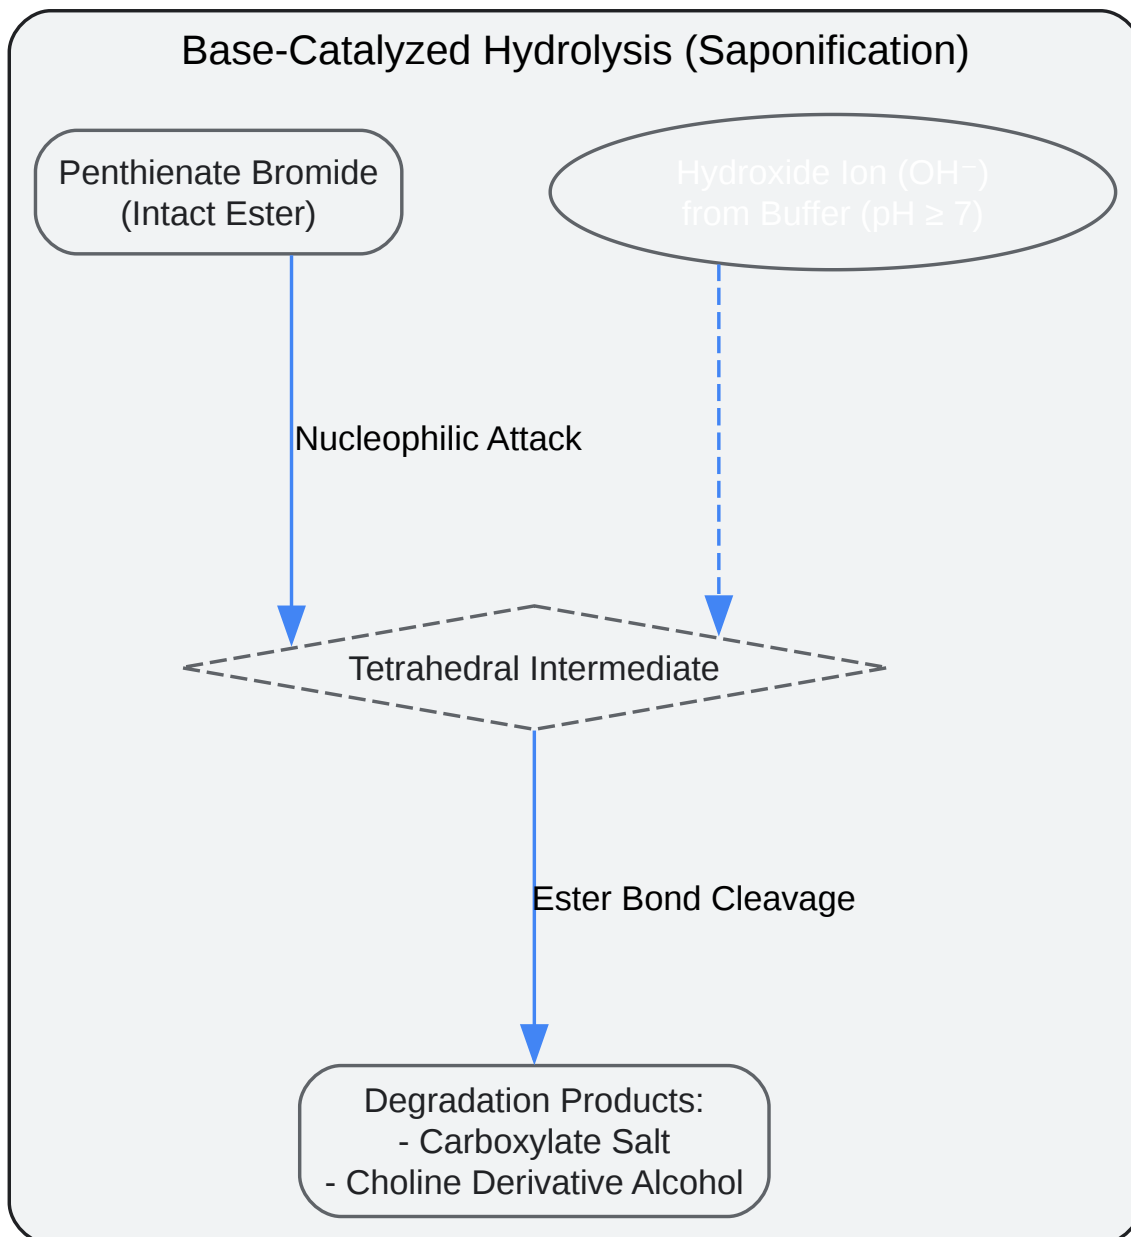 Base-Catalyzed Hydrolysis (Saponification)
Penthienate Bromide
(Intact Ester)
Hydroxide Ion (OH⁻)
from Buffer (pH ≥ 7)
Nucleophilic Attack
Tetrahedral Intermediate
Ester Bond Cleavage
Degradation Products:
- Carboxylate Salt
- Choline Derivative Alcohol